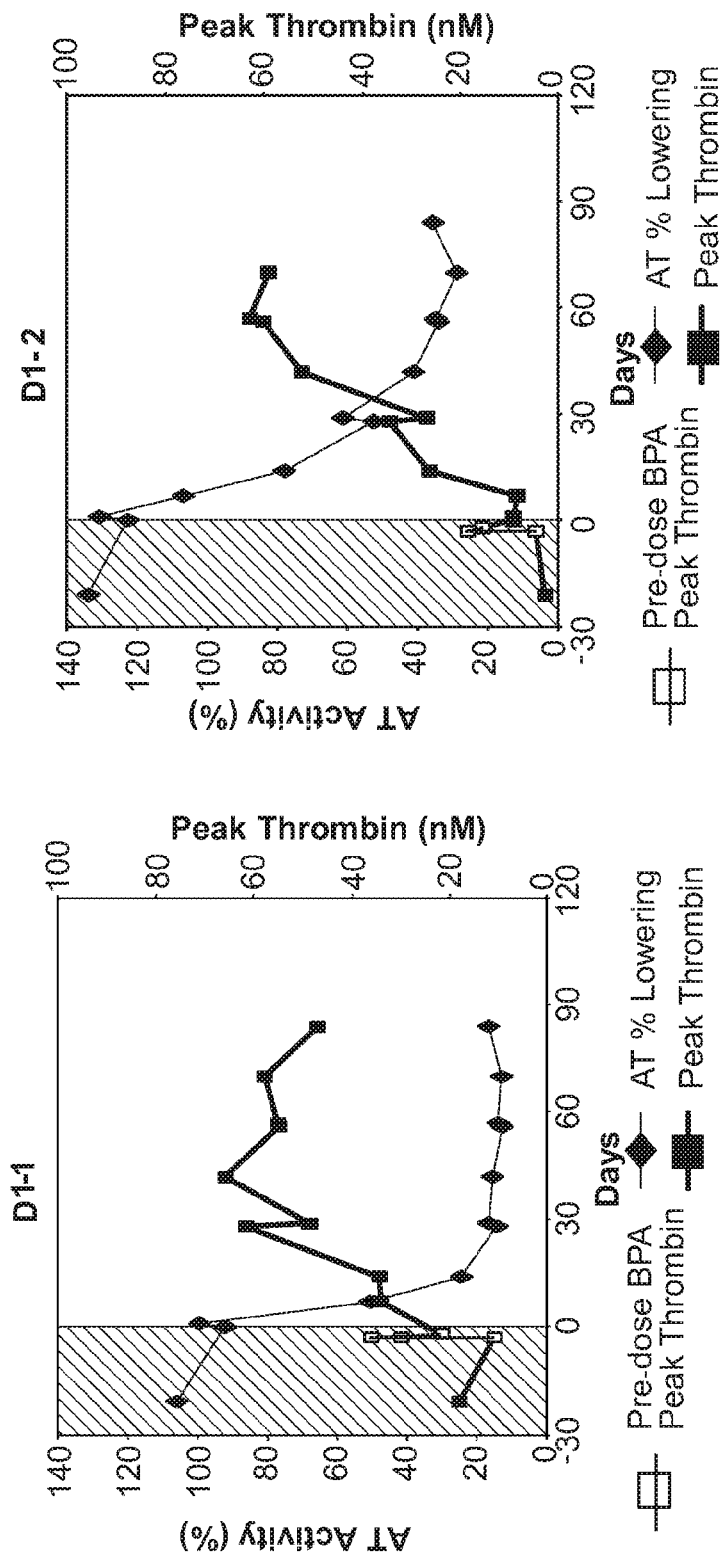 D1-1
AT Activity (%)
140
120
100
80
60
40
20
0
-30 0 30 60 90 120
Days
100
80
60
40
20
0
Peak Thrombin (nM)
Pre-dose BPA
Peak Thrombin
AT % Lowering
Peak Thrombin
D1-2
AT Activity (%)
140
120
100
80
60
40
20
0
-30 0 30 60 90 120
Days
100
80
60
40
20
0
Peak Thrombin (nM)
Pre-dose BPA
Peak Thrombin
AT % Lowering
Peak Thrombin